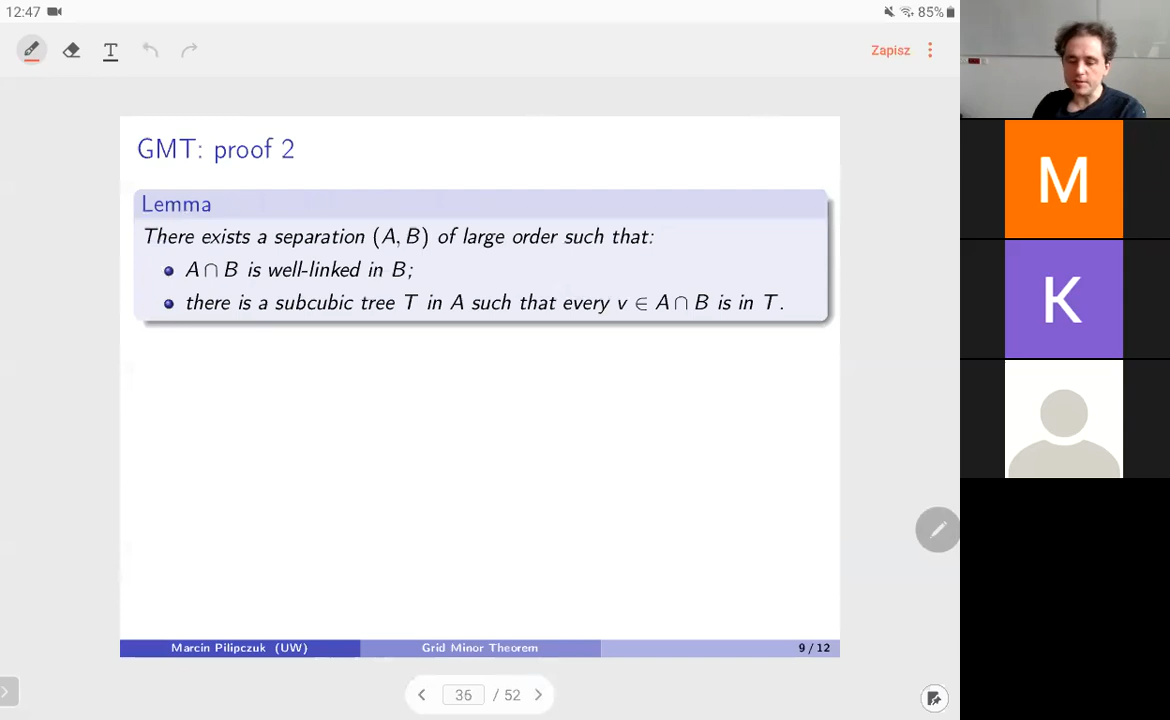 12:47
85%
T
Zapisz
GMT: proof 2
Lemma
There exists a separation (A, B) of large order such that:
A ∩ B is well-linked in B;
there is a subcubic tree T in A such that every v ∈ A ∩ B is in T.
Marcin Pilipczuk (UW)
Grid Minor Theorem
9 / 12
36 / 52
M
K